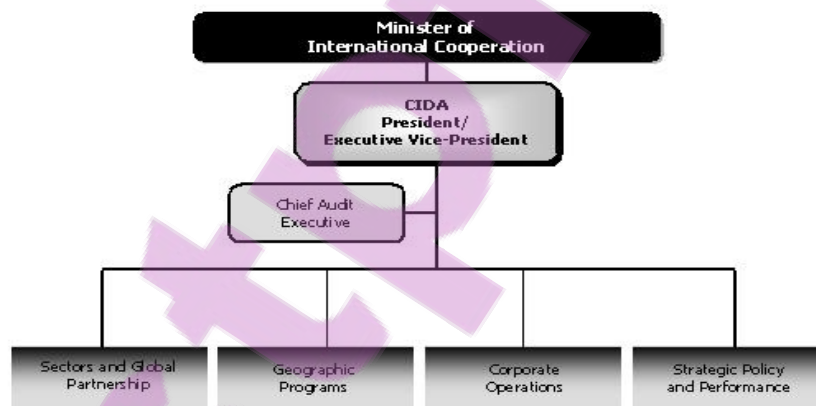 Minister of
International Cooperation
CIDA
President/
Executive Vice-President
Chief Audit
Executive
Sectors and Global
Partnership
Geographic
Programs
Corporate
Operations
Strategic Policy
and Performance